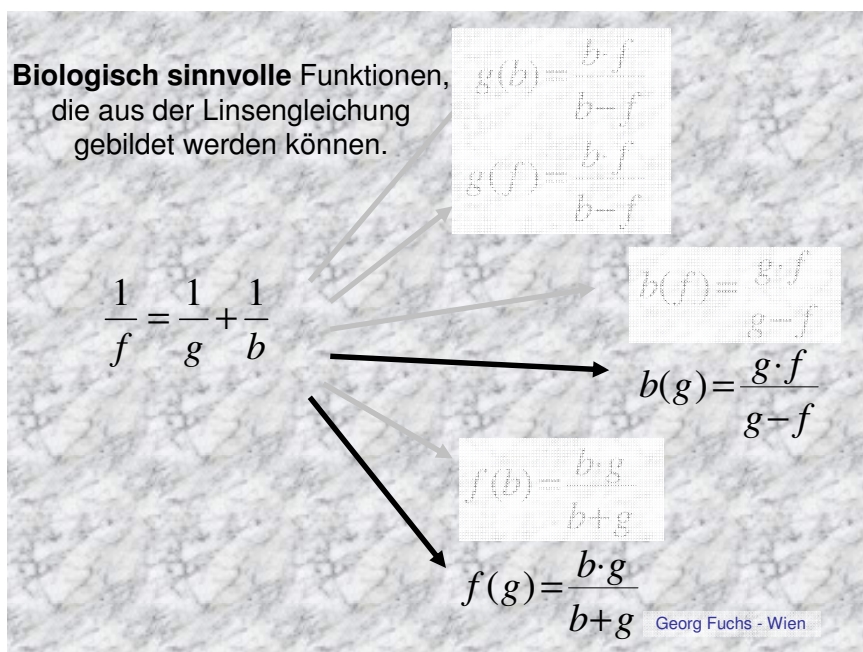 Biologisch sinnvolle Funktionen,
die aus der Linsengleichung
gebildet werden können.
g(b)=b·f/(b−f)
g(f)=b·f/(b−f)
1/f=1/g+1/b
b(f)=g·f/(g−f)
b(g)=g·f/(g−f)
f(b)=b·g/(b+g)
f(g)=b·g/(b+g)
Georg Fuchs - Wien